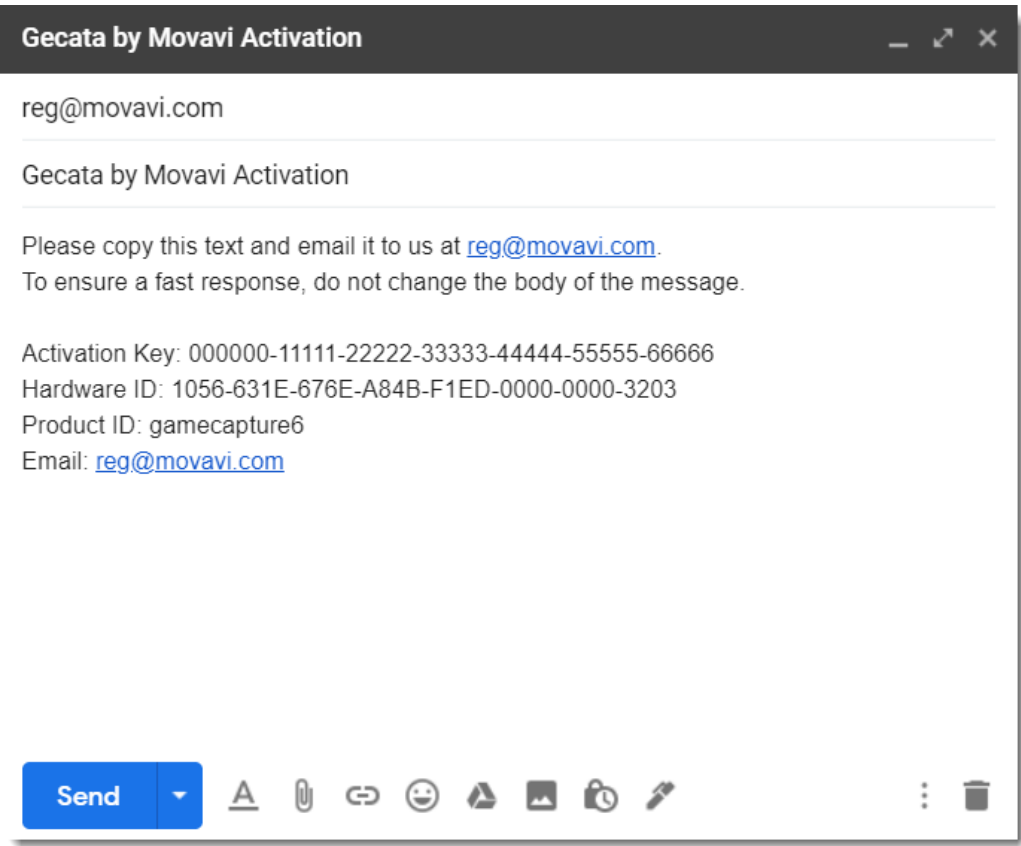 Gecata by Movavi Activation
reg@movavi.com
Gecata by Movavi Activation
Please copy this text and email it to us at reg@movavi.com.
To ensure a fast response, do not change the body of the message.
Activation Key: 000000-11111-22222-33333-44444-55555-66666
Hardware ID: 1056-631E-676E-A84B-F1ED-0000-0000-3203
Product ID: gamecapture6
Email: reg@movavi.com
Send